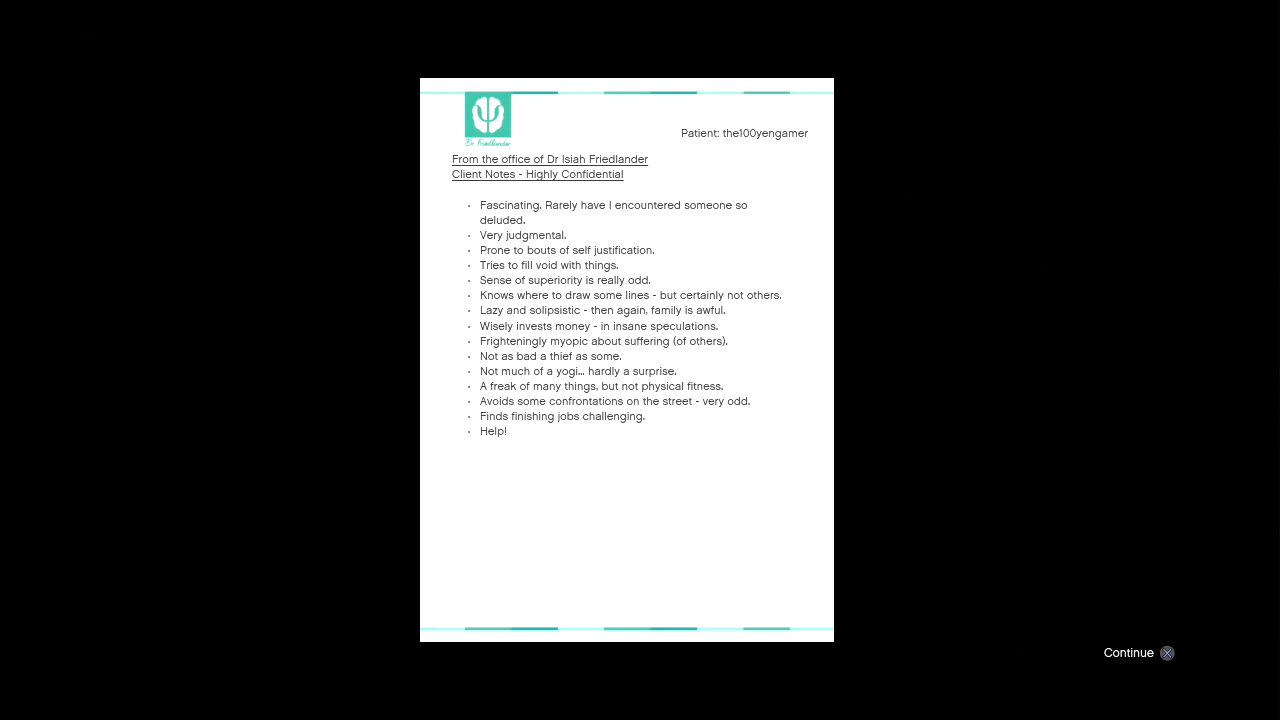 Dr Friedlander
Patient: the100yengamer
From the office of Dr Isiah Friedlander
Client Notes - Highly Confidential
• Fascinating. Rarely have I encountered someone so
deluded.
• Very judgmental.
• Prone to bouts of self justification.
• Tries to fill void with things.
• Sense of superiority is really odd.
• Knows where to draw some lines - but certainly not others.
• Lazy and solipsistic - then again, family is awful.
• Wisely invests money - in insane speculations.
• Frighteningly myopic about suffering (of others).
• Not as bad a thief as some.
• Not much of a yogi... hardly a surprise.
• A freak of many things, but not physical fitness.
• Avoids some confrontations on the street - very odd.
• Finds finishing jobs challenging.
• Help!
Continue